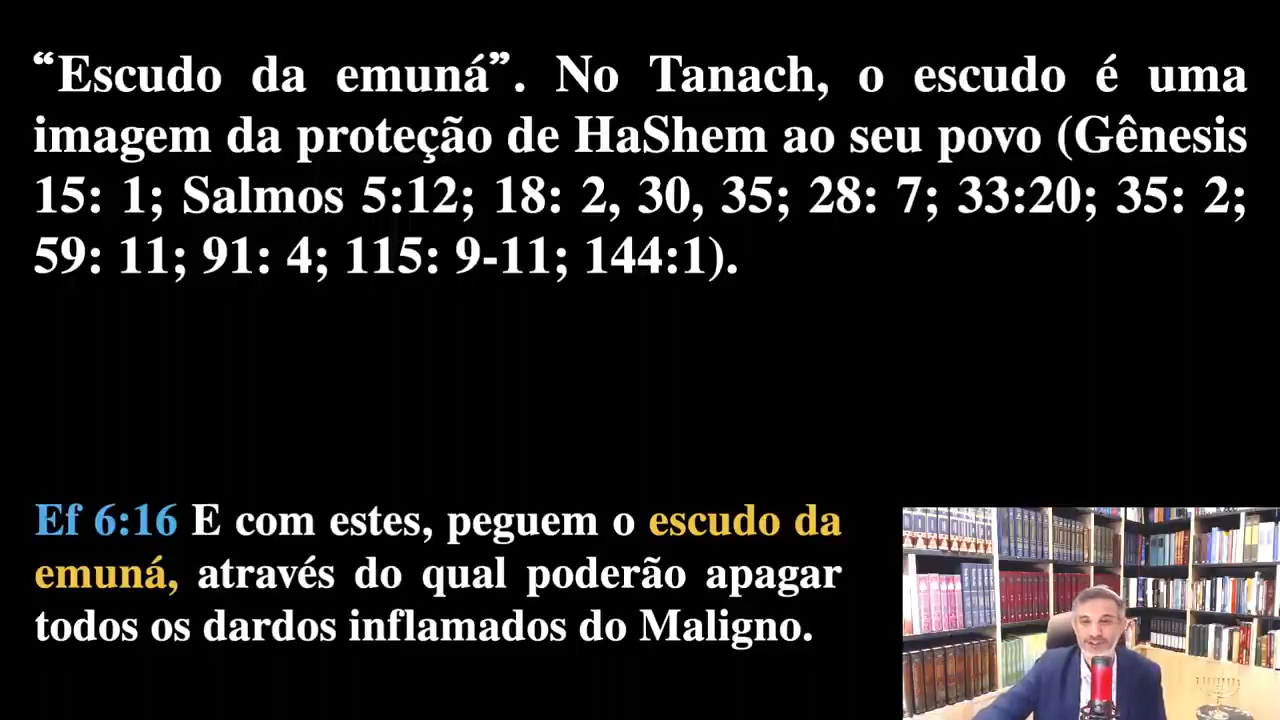 “Escudo da emuná”. No Tanach, o escudo é uma
imagem da proteção de HaShem ao seu povo (Gênesis
15: 1; Salmos 5:12; 18: 2, 30, 35; 28: 7; 33:20; 35: 2;
59: 11; 91: 4; 115: 9-11; 144:1).
Ef 6:16 E com estes, peguem o escudo da
emuná, através do qual poderão apagar
todos os dardos inflamados do Maligno.